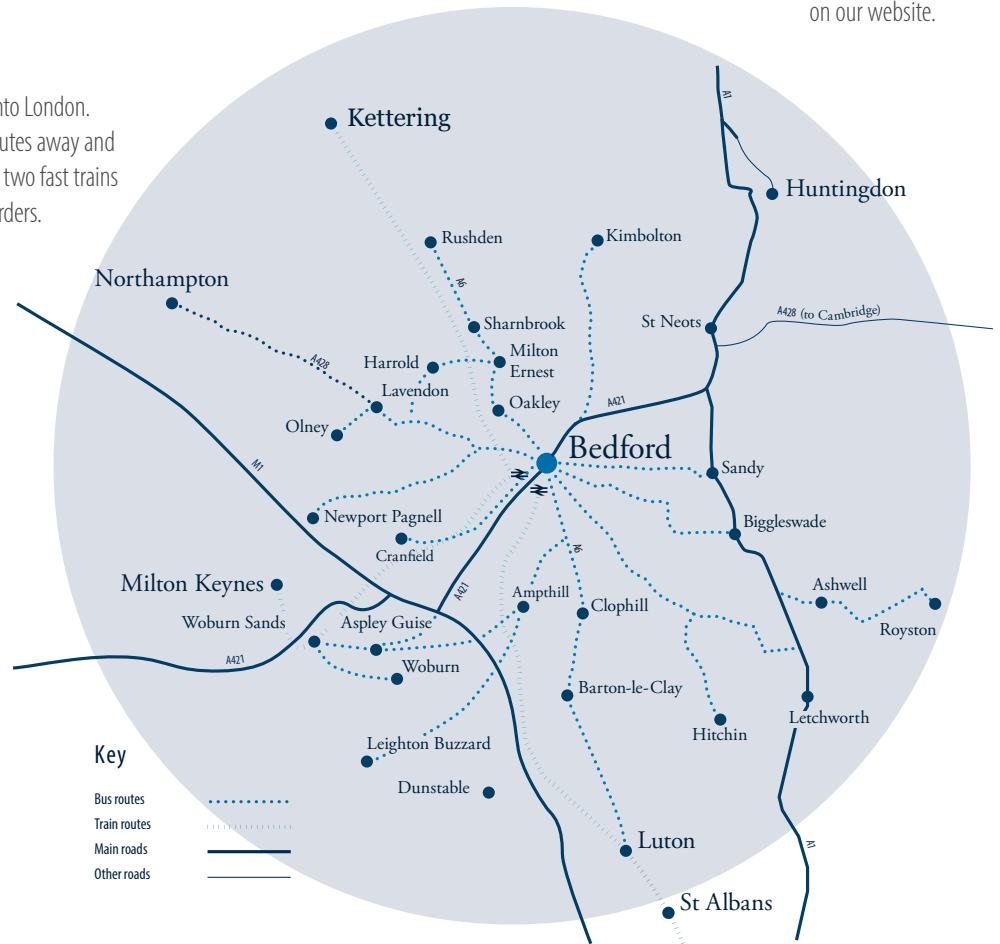 on our website.
nto London.
utes away and
two fast trains
rders.
Kettering
A1
Huntingdon
Rushden
Kimbolton
A6
Northampton
St Neots
A428 (to Cambridge)
Sharnbrook
Milton
Ernest
A428
Harrold
Lavendon
Oakley
A421
Olney
Bedford
M1
Sandy
Newport Pagnell
Biggleswade
Cranfield
A6
Milton Keynes
A421
Ampthill
Clophill
Ashwell
Woburn Sands
Aspley Guise
Royston
A421
Woburn
Barton-le-Clay
Letchworth
Hitchin
Leighton Buzzard
Dunstable
Luton
A1
St Albans
Key
Bus routes
Train routes
Main roads
Other roads